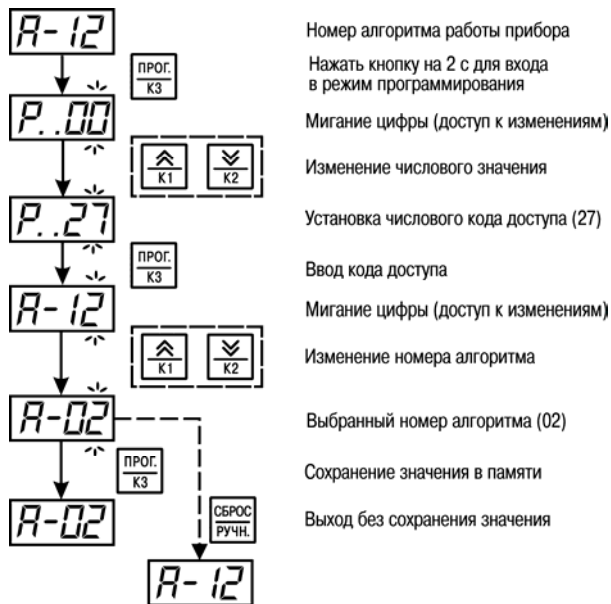 A-12
Номер алгоритма работы прибора
ПРОГ.
К3
Нажать кнопку на 2 с для входа
в режим программирования
P..00
Мигание цифры (доступ к изменениям)
К1
К2
Изменение числового значения
P..27
Установка числового кода доступа (27)
ПРОГ.
К3
Ввод кода доступа
A-12
Мигание цифры (доступ к изменениям)
К1
К2
Изменение номера алгоритма
A-02
Выбранный номер алгоритма (02)
ПРОГ.
К3
Сохранение значения в памяти
A-02
СБРОС
РУЧН.
Выход без сохранения значения
A-12